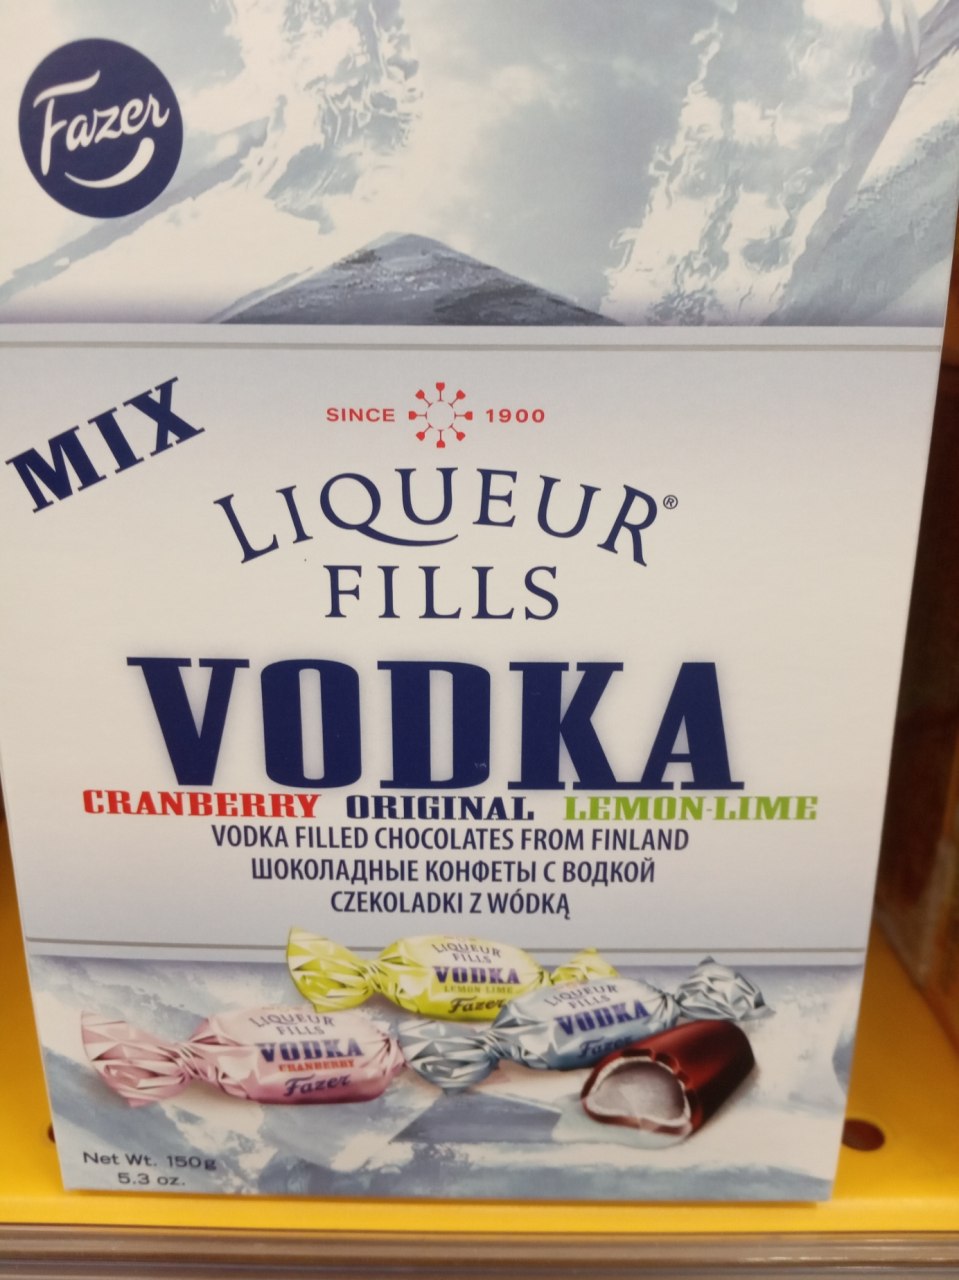 Fazer
MIX
SINCE 1900
LIQUEUR®
FILLS
VODKA
CRANBERRY ORIGINAL LEMON-LIME
VODKA FILLED CHOCOLATES FROM FINLAND
ШОКОЛАДНЫЕ КОНФЕТЫ С ВОДКОЙ
CZEKOLADKI Z WÓDKĄ
LIQUEUR
FILLS
VODKA
LEMON-LIME
Fazer
LIQUEUR
FILLS
VODKA
Fazer
LIQUEUR
FILLS
VODKA
CRANBERRY
Fazer
Net Wt. 150g
5.3 oz.